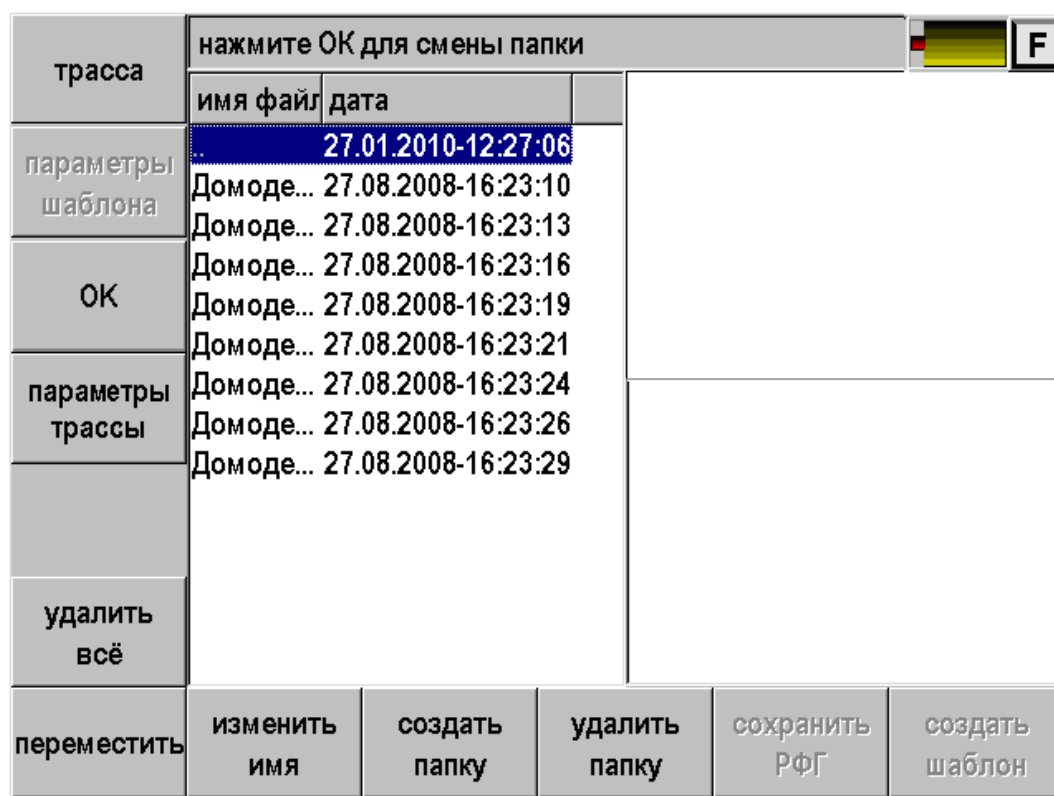 трасса
нажмите ОК для смены папки
F
имя файл дата
параметры
шаблона
.. 27.01.2010-12:27:06
Домоде... 27.08.2008-16:23:10
Домоде... 27.08.2008-16:23:13
Домоде... 27.08.2008-16:23:16
Домоде... 27.08.2008-16:23:19
Домоде... 27.08.2008-16:23:21
Домоде... 27.08.2008-16:23:24
Домоде... 27.08.2008-16:23:26
Домоде... 27.08.2008-16:23:29
ОК
параметры
трассы
удалить
всё
переместить
изменить
имя
создать
папку
удалить
папку
сохранить
РФГ
создать
шаблон